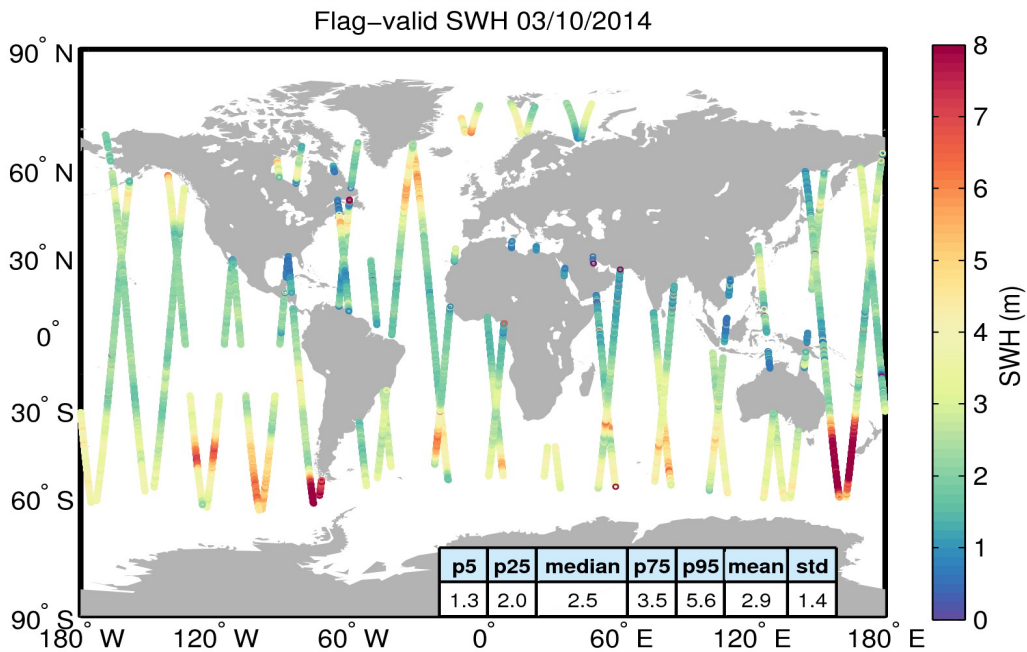 Flag−valid SWH 03/10/2014
90° N
60° N
30° N
0°
30° S
60° S
90° S
180° W
120° W
60° W
0°
60° E
120° E
180° E
p5 p25 median p75 p95 mean std
1.3 2.0 2.5 3.5 5.6 2.9 1.4
8
7
6
5
4
3
2
1
0
SWH (m)